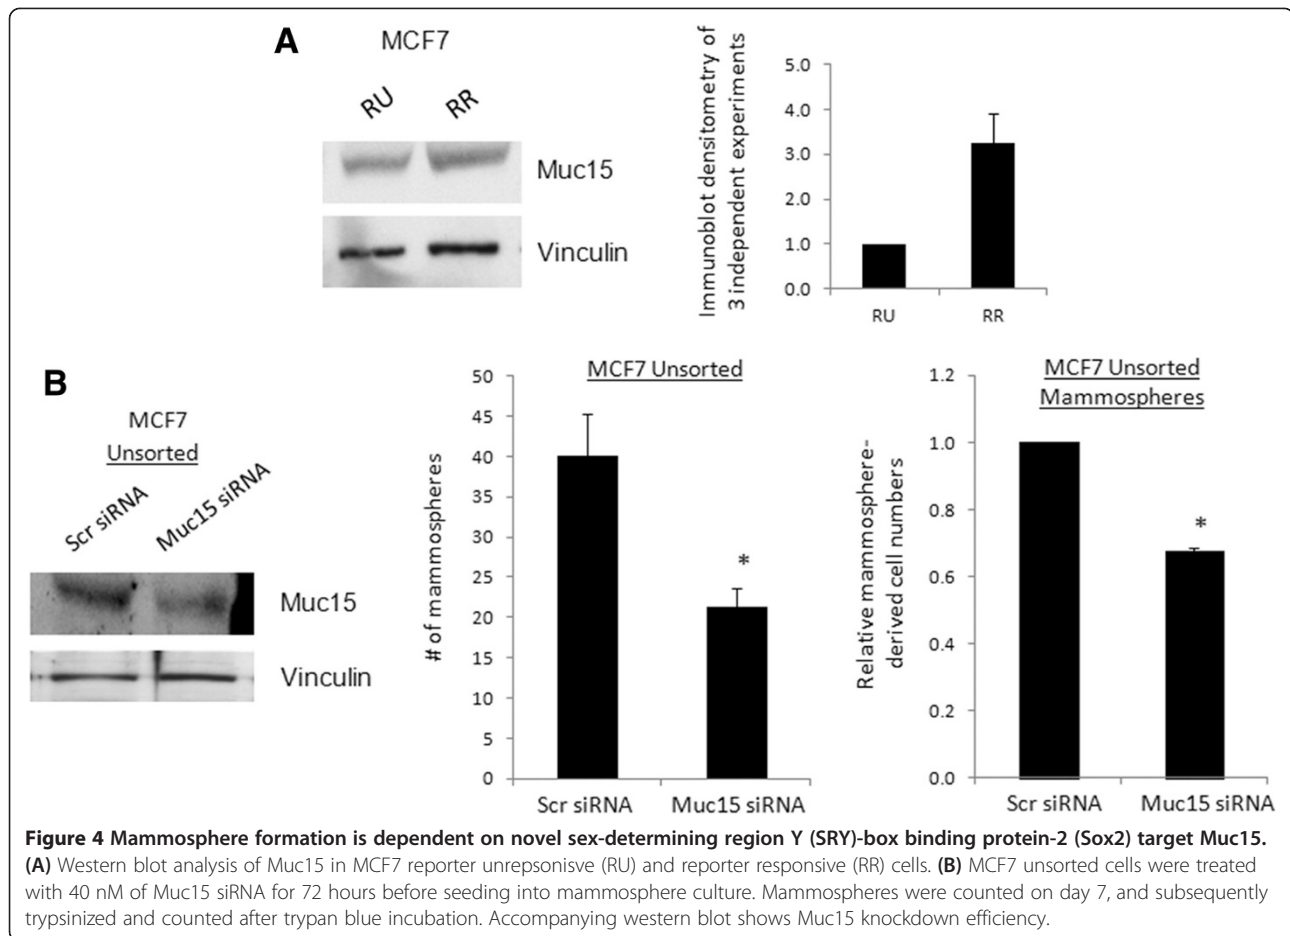 A
MCF7
RU
RR
Muc15
Vinculin
Immunoblot densitometry of
3 independent experiments
5.0
4.0
3.0
2.0
1.0
0.0
RU
RR
B
MCF7
Unsorted
Scr siRNA
Muc15 siRNA
Muc15
Vinculin
MCF7 Unsorted
# of mammospheres
50
45
40
35
30
25
20
15
10
5
0
*
Scr siRNA
Muc15 siRNA
MCF7 Unsorted
Mammospheres
Relative mammosphere-
derived cell numbers
1.2
1.0
0.8
0.6
0.4
0.2
0.0
*
Scr siRNA
Muc15 siRNA
Figure 4 Mammosphere formation is dependent on novel sex-determining region Y (SRY)-box binding protein-2 (Sox2) target Muc15.
(A) Western blot analysis of Muc15 in MCF7 reporter unrepsonisve (RU) and reporter responsive (RR) cells. (B) MCF7 unsorted cells were treated
with 40 nM of Muc15 siRNA for 72 hours before seeding into mammosphere culture. Mammospheres were counted on day 7, and subsequently
trypsinized and counted after trypan blue incubation. Accompanying western blot shows Muc15 knockdown efficiency.